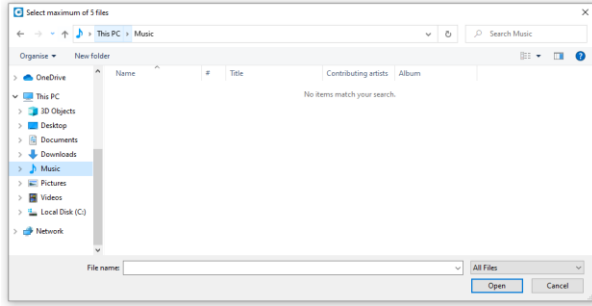 Select maximum of 5 files
This PC › Music
Search Music
Organise
New folder
Name # Title Contributing artists Album
No items match your search.
OneDrive
This PC
3D Objects
Desktop
Documents
Downloads
Music
Pictures
Videos
Local Disk (C:)
Network
File name:
All Files
Open Cancel